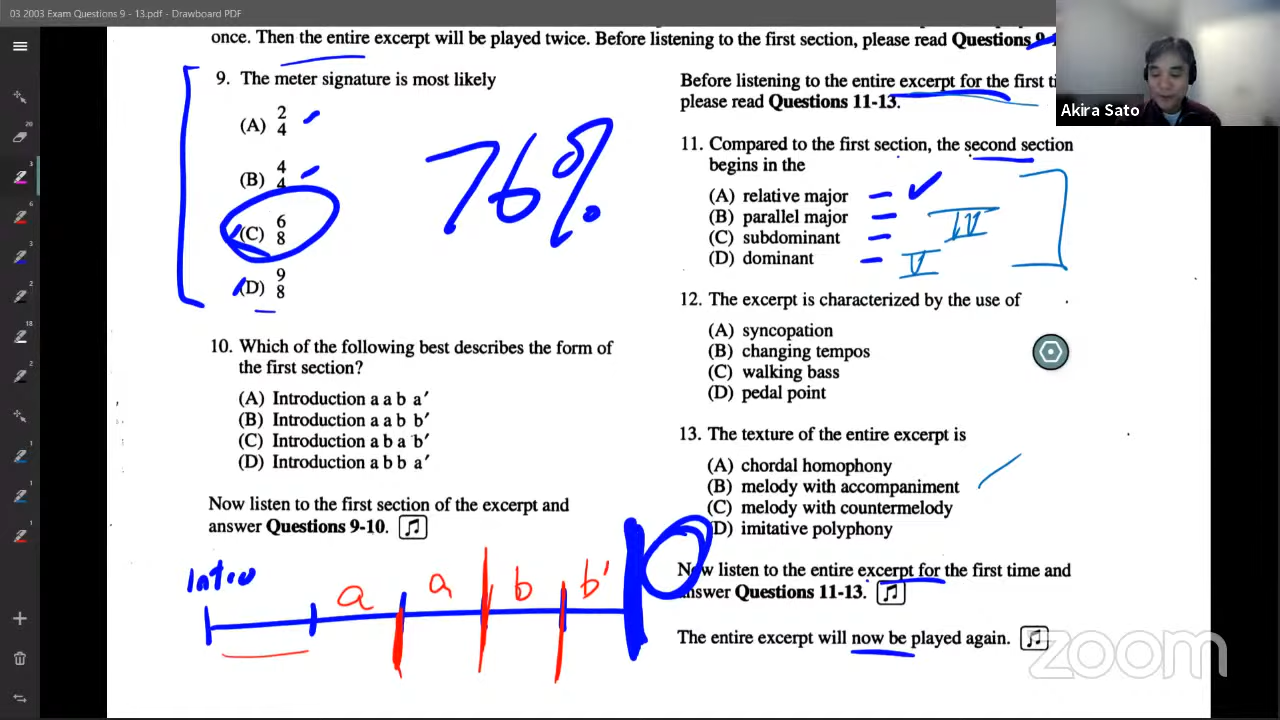 03 2003 Exam Questions 9 - 13.pdf - Drawboard PDF
once. Then the entire excerpt will be played twice. Before listening to the first section, please read Questions 9-
9. The meter signature is most likely
(A) 2/4
(B) 4/4
(C) 6/8
(D) 9/8
76%
10. Which of the following best describes the form of
the first section?
(A) Introduction a a b a′
(B) Introduction a a b b′
(C) Introduction a b a b′
(D) Introduction a b b a′
Now listen to the first section of the excerpt and
answer Questions 9-10.
Intro a a b b'
Before listening to the entire excerpt for the first
please read Questions 11-13.
11. Compared to the first section, the second section
begins in the
(A) relative major
(B) parallel major
(C) subdominant IV
(D) dominant V
12. The excerpt is characterized by the use of
(A) syncopation
(B) changing tempos
(C) walking bass
(D) pedal point
13. The texture of the entire excerpt is
(A) chordal homophony
(B) melody with accompaniment
(C) melody with countermelody
(D) imitative polyphony
Now listen to the entire excerpt for the first time and
answer Questions 11-13.
The entire excerpt will now be played again.
Akira Sato
zoom